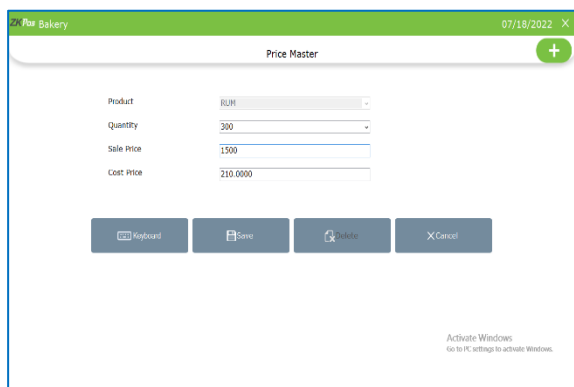 ZKPos Bakery 07/18/2022 X
Price Master
+
Product RUM
Quantity 300
Sale Price 1500
Cost Price 210.0000
Keyboard Save Delete Cancel
Activate Windows
Go to PC settings to activate Windows.